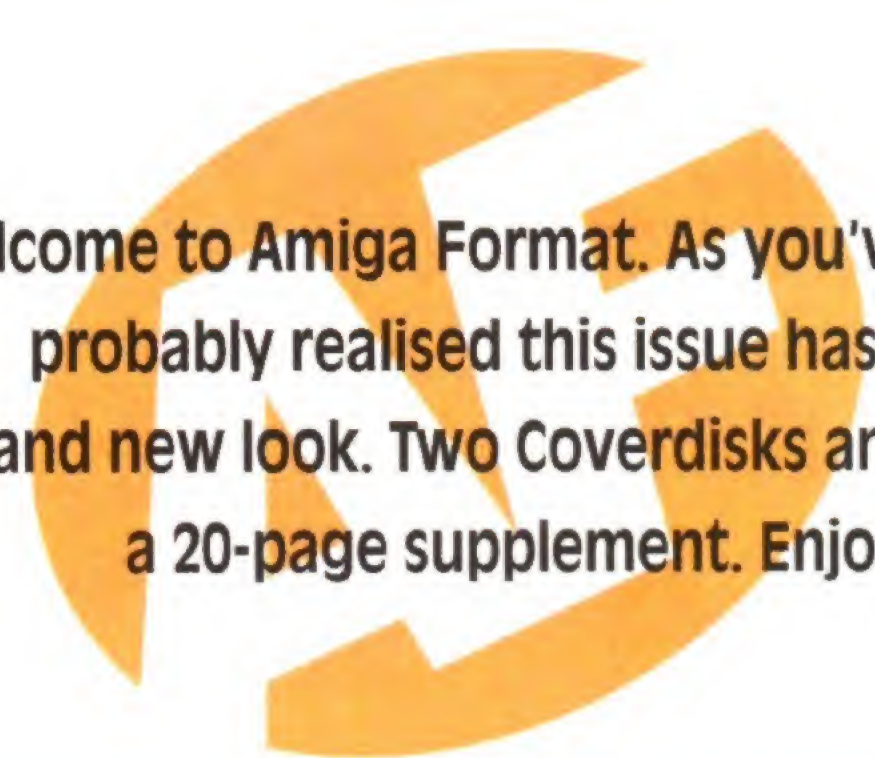 lcome to Amiga Format. As you'v
probably realised this issue has
and new look. Two Coverdisks an
a 20-page supplement. Enjo